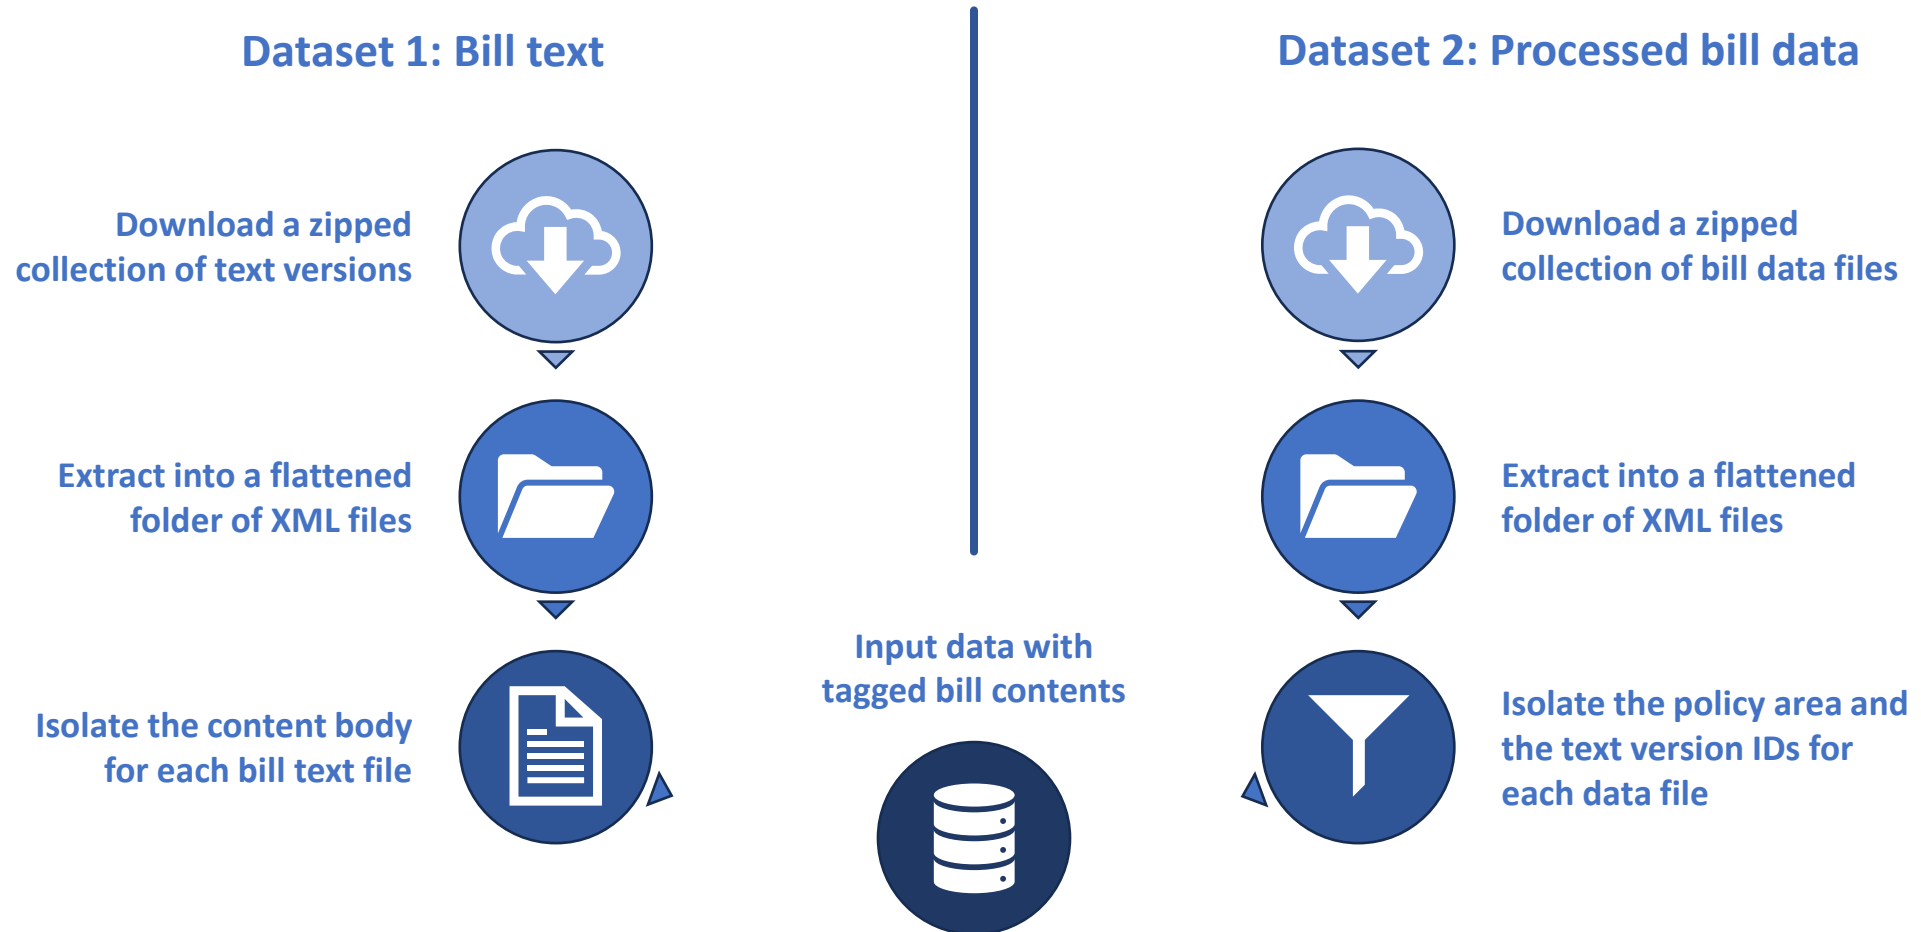 Dataset 1: Bill text
Download a zipped
collection of text versions
Extract into a flattened
folder of XML files
Isolate the content body
for each bill text file
Input data with
tagged bill contents
Dataset 2: Processed bill data
Download a zipped
collection of bill data files
Extract into a flattened
folder of XML files
Isolate the policy area and
the text version IDs for
each data file